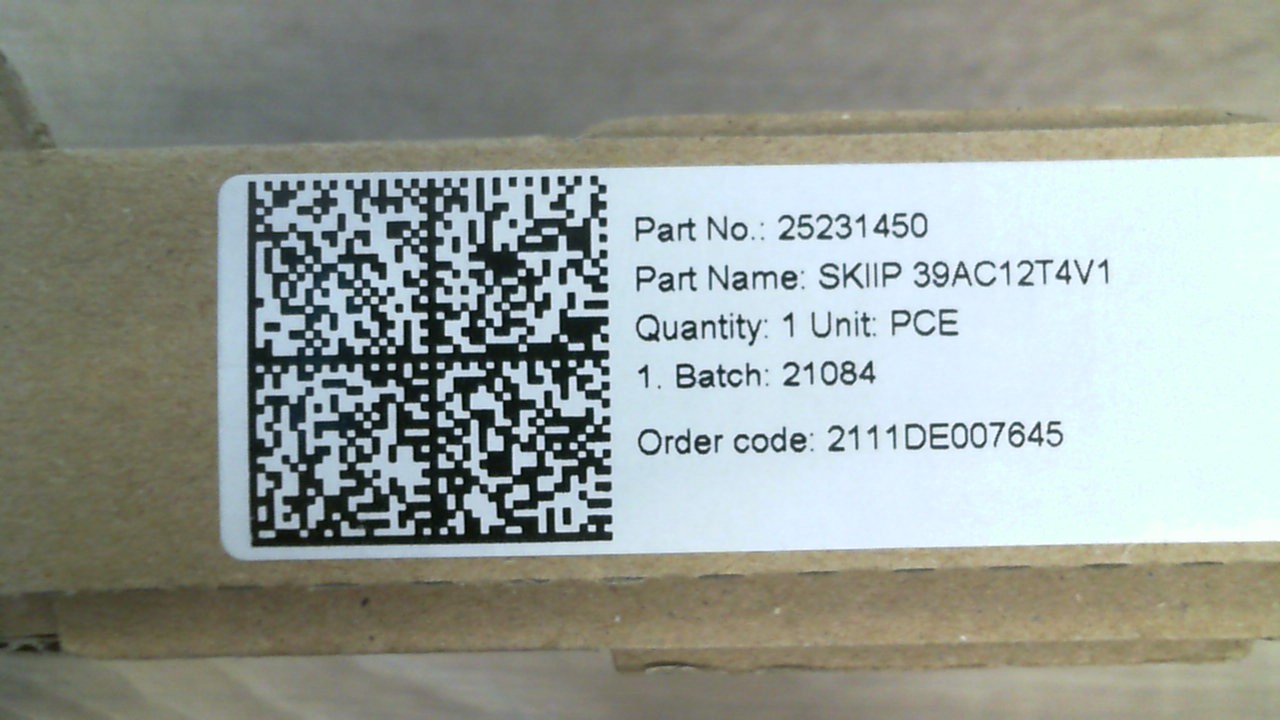 Part No.: 25231450
Part Name: SKIIP 39AC12T4V1
Quantity: 1 Unit: PCE
1. Batch: 21084
Order code: 2111DE007645